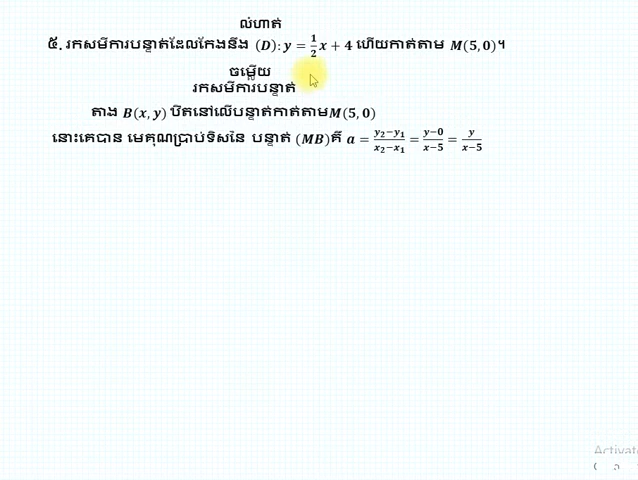 លំហាត់
៥. រកសមីការបន្ទាត់ដែលកែងនឹង (D): y = 1/2 x + 4 ហើយកាត់តាម M(5, 0)។
ចម្លើយ
រកសមីការបន្ទាត់
តាង B(x, y) ឋិតនៅលើបន្ទាត់កាត់តាមM(5, 0)
នោះគេបាន មេគុណប្រាប់ទិសនៃ បន្ទាត់ (MB)គឺ a = y₂−y₁/x₂−x₁ = y−0/x−5 = y/x−5